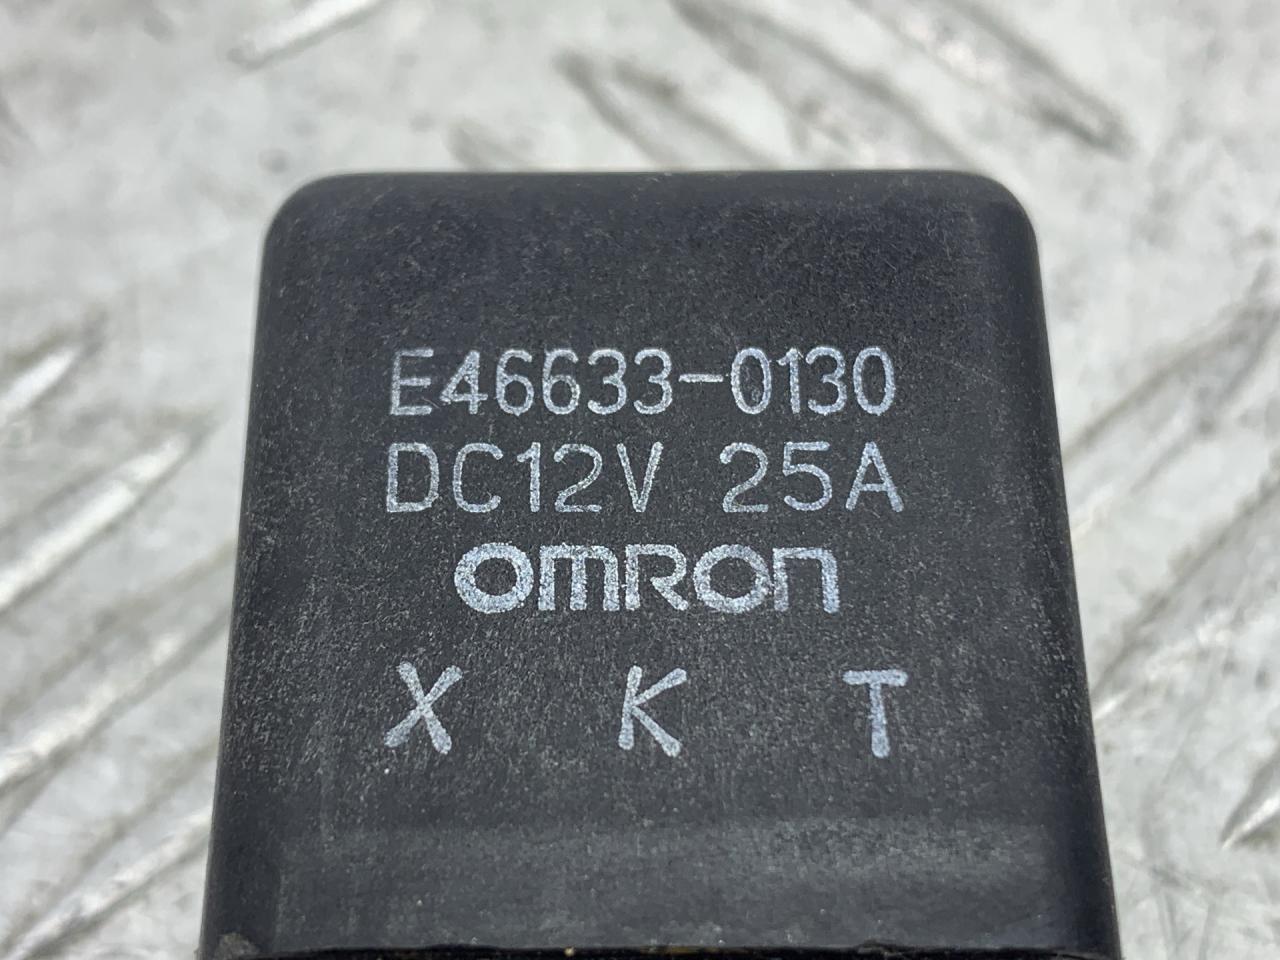 E46633-0130
DC12V 25A
omron
X K T